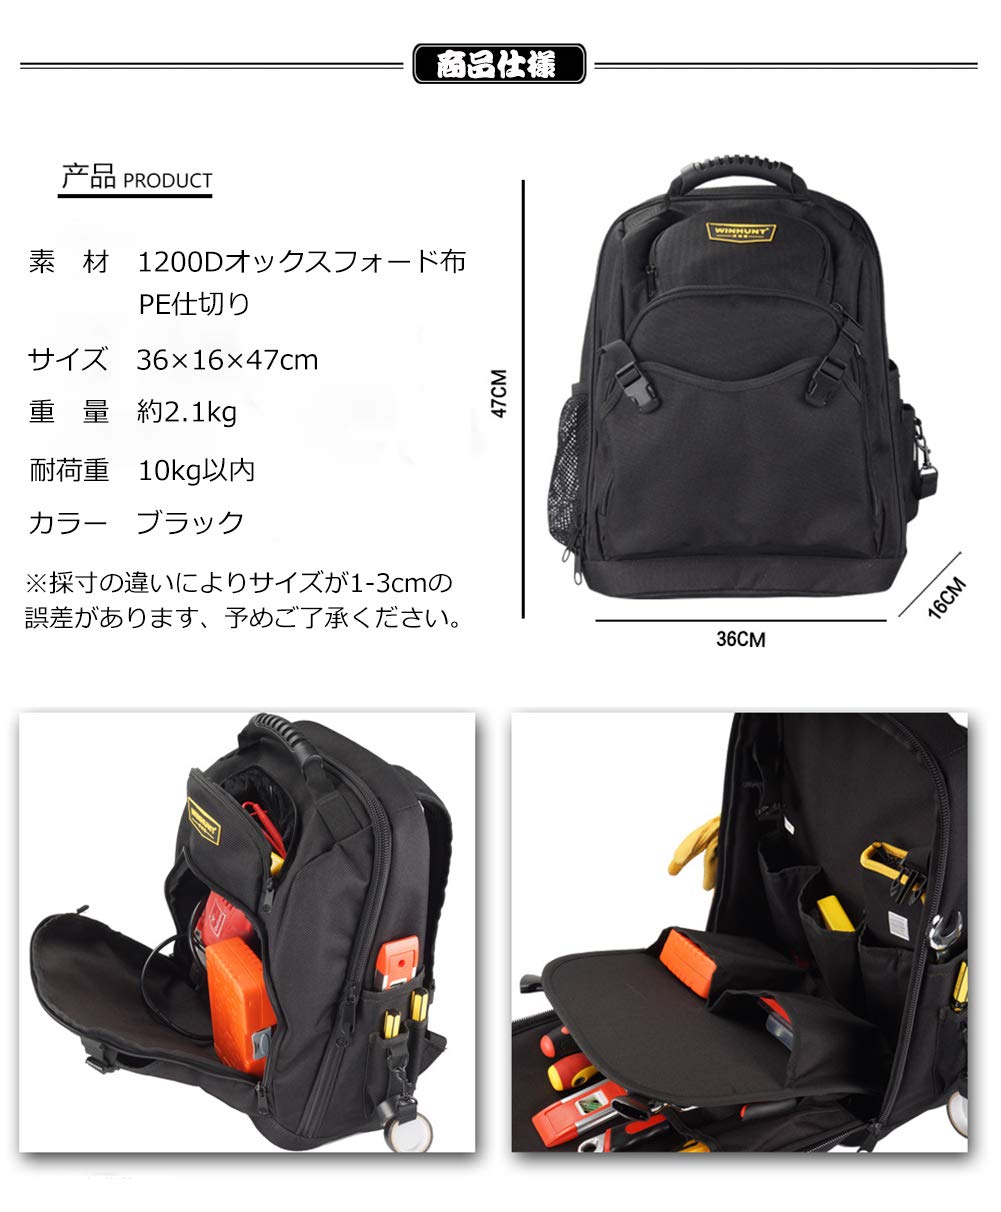 商品仕様
产品 PRODUCT
素　材　1200Dオックスフォード布
PE仕切り
サイズ　36×16×47cm
重　量　約2.1kg
耐荷重　10kg以内
カラー　ブラック
※採寸の違いによりサイズが1-3cmの
誤差があります、予めご了承ください。
WINHUNT
47CM
36CM
16CM
WINHUNT